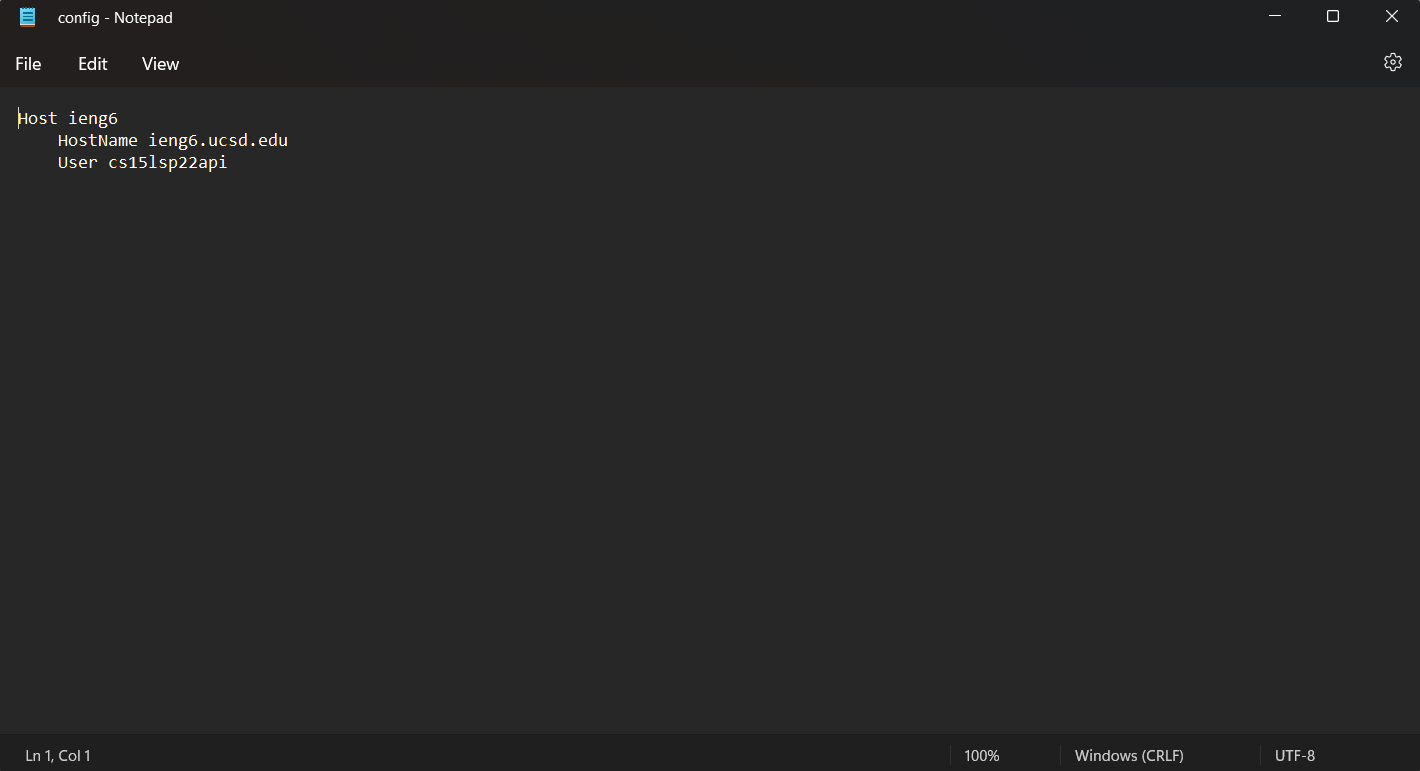 config - Notepad
File Edit View
Host ieng6
    HostName ieng6.ucsd.edu
    User cs15lsp22api
Ln 1, Col 1 100% Windows (CRLF) UTF-8